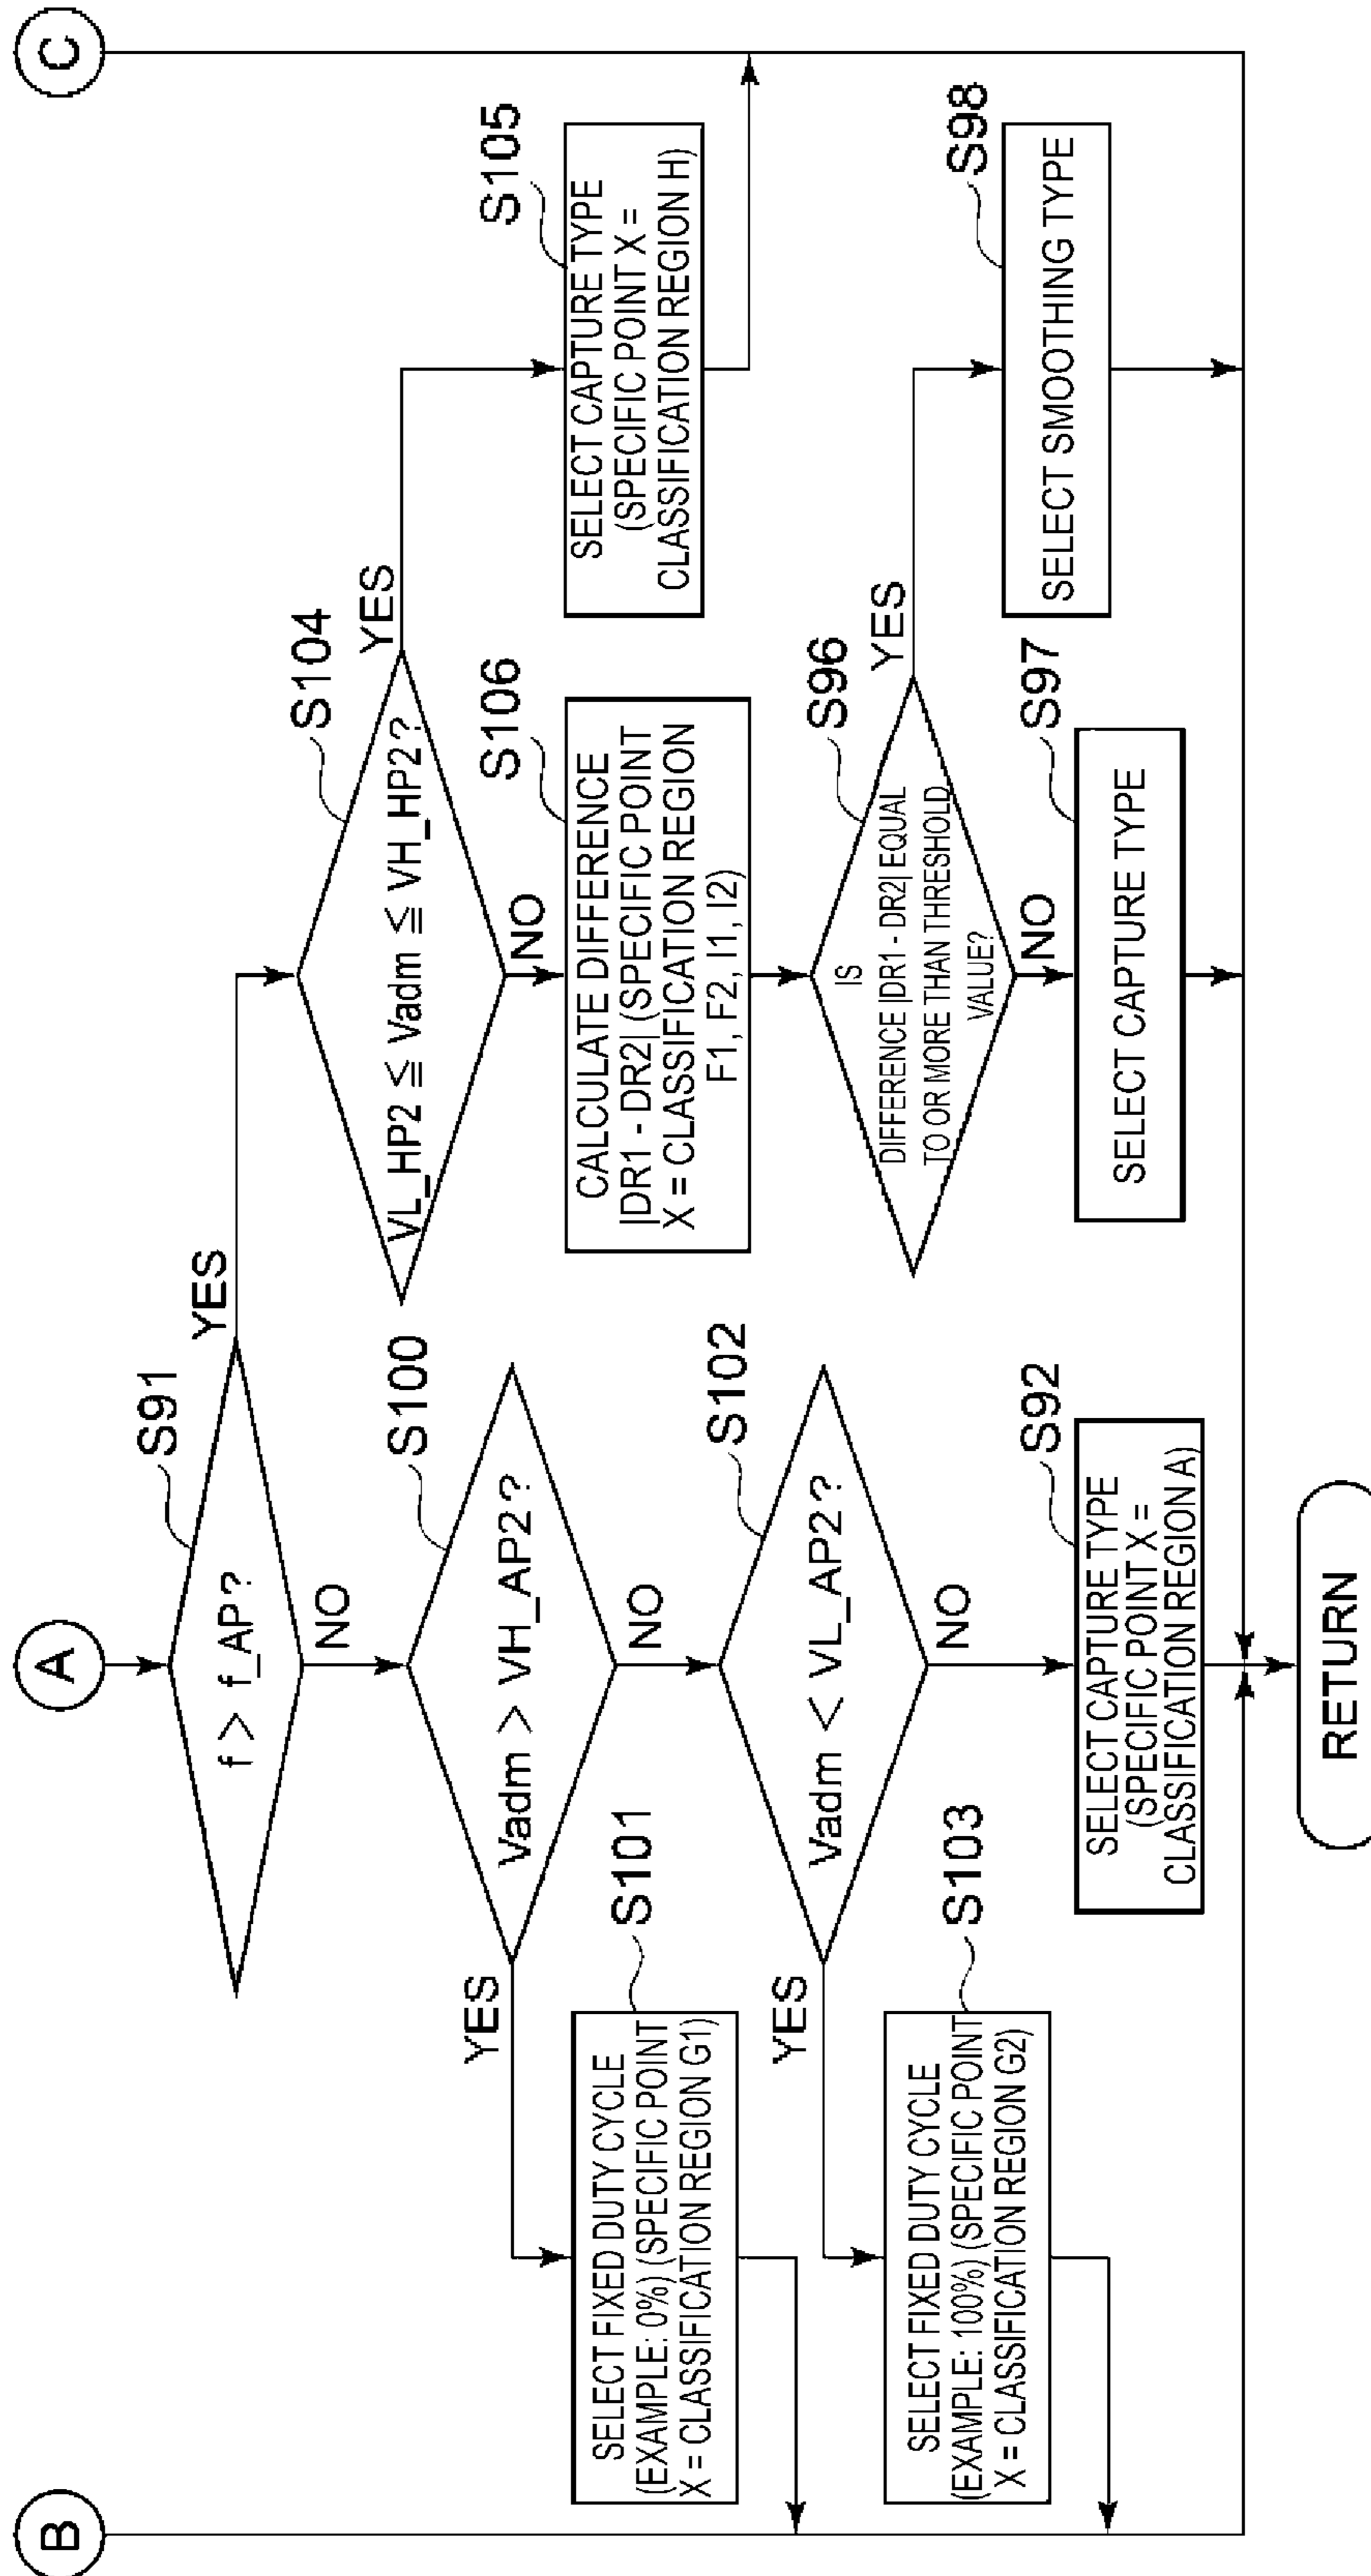 B
A
C
S91
f > f_AP?
YES
NO
S100
Vadm > VH_AP2?
YES
NO
S101
SELECT FIXED DUTY CYCLE
(EXAMPLE: 0%) (SPECIFIC POINT
X = CLASSIFICATION REGION G1)
S102
Vadm < VL_AP2?
YES
NO
S103
SELECT FIXED DUTY CYCLE
(EXAMPLE: 100%) (SPECIFIC POINT
X = CLASSIFICATION REGION G2)
S92
SELECT CAPTURE TYPE
(SPECIFIC POINT X =
CLASSIFICATION REGION A)
S104
VL_HP2 ≦ Vadm ≦ VH_HP2?
YES
NO
S105
SELECT CAPTURE TYPE
(SPECIFIC POINT X =
CLASSIFICATION REGION H)
S106
CALCULATE DIFFERENCE
|DR1 - DR2| (SPECIFIC POINT
X = CLASSIFICATION REGION
F1, F2, I1, I2)
S96
IS
DIFFERENCE |DR1 - DR2| EQUAL
TO OR MORE THAN THRESHOLD
VALUE?
YES
NO
S97
SELECT CAPTURE TYPE
S98
SELECT SMOOTHING TYPE
RETURN